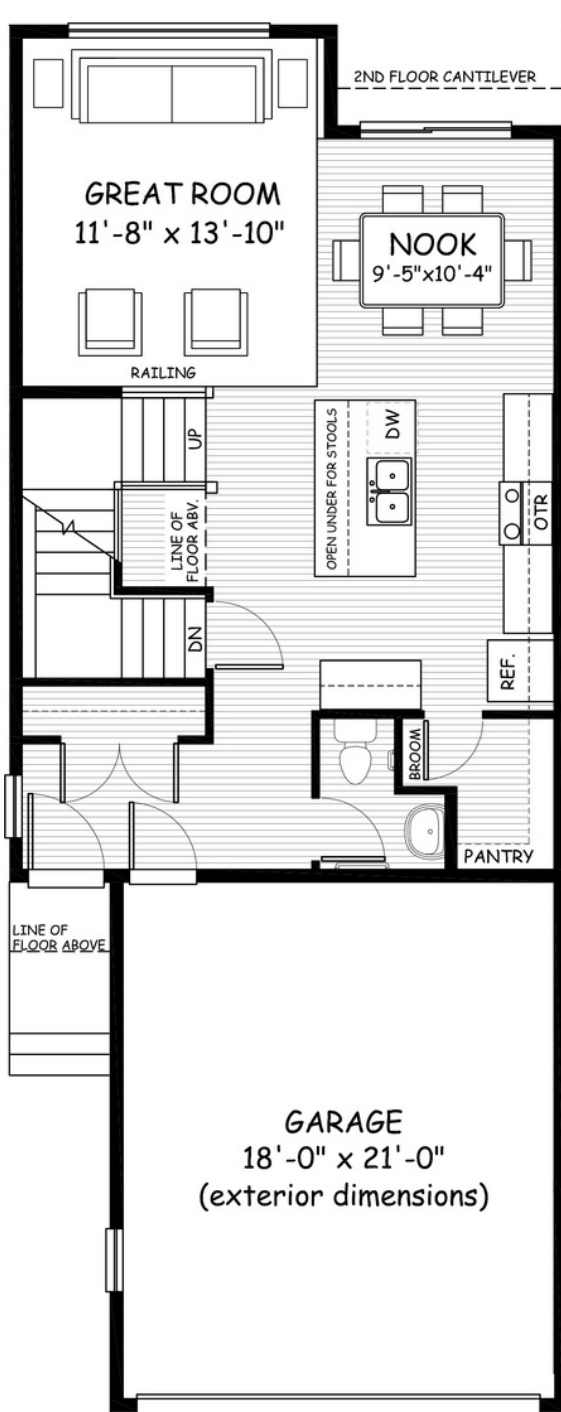 2ND FLOOR CANTILEVER
GREAT ROOM
11'-8" x 13'-10"
NOOK
9'-5"x10'-4"
RAILING
UP
OPEN UNDER FOR STOOLS
DW
OTR
LINE OF
FLOOR ABV.
DN
REF.
BROOM
PANTRY
LINE OF
FLOOR ABOVE
GARAGE
18'-0" x 21'-0"
(exterior dimensions)